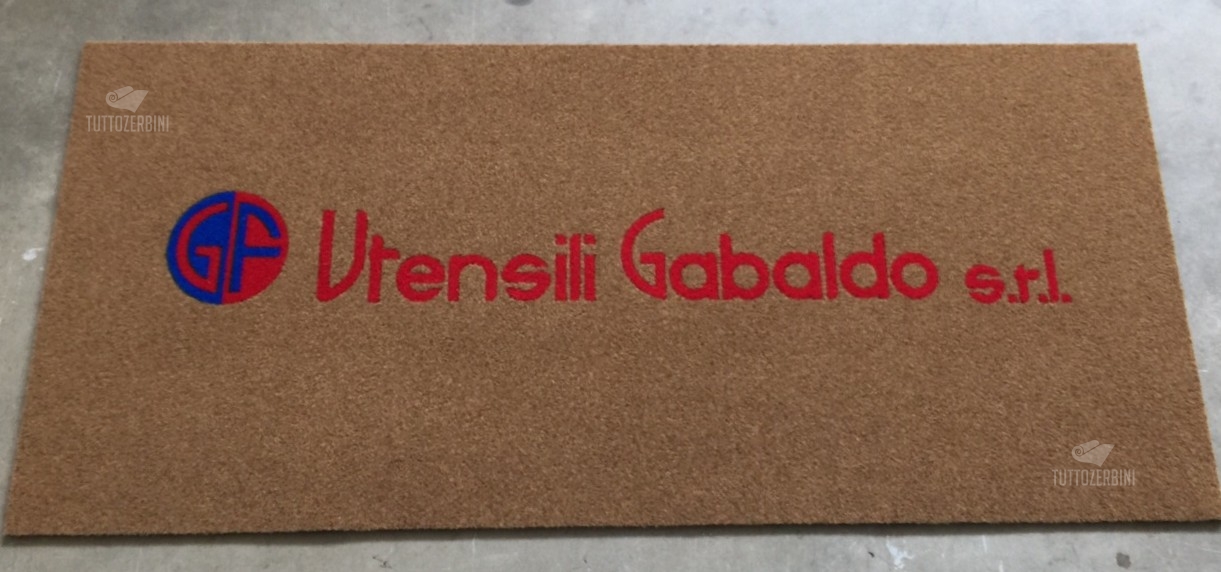 TUTTOZERBINI
GF Utensili Gabaldo s.r.l.
TUTTOZERBINI